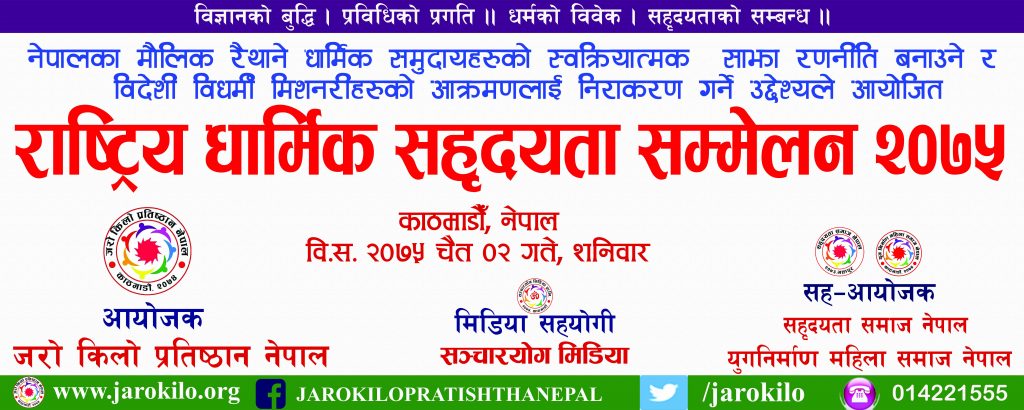 विज्ञानको बुद्धि । प्रविधिको प्रगति ॥ धर्मको विवेक । सहृदयताको सम्बन्ध ॥
नेपालका मौलिक रैथाने धार्मिक समुदायहरुको स्वक्रियात्मक साझा रणनीति बनाउने र
विदेशी विधर्मी मिशनरीहरुको आक्रमणलाई निराकरण गर्ने उद्देश्यले आयोजित
राष्ट्रिय धार्मिक सहृदयता सम्मेलन २०७५
काठमाडौँ, नेपाल
वि.स. २०७५ चैत ०२ गते, शनिवार
जरो किलो प्रतिष्ठान नेपाल
काठमाडौं. २०७४
आयोजक
जरो किलो प्रतिष्ठान नेपाल
मिडिया सहयोगी
सञ्चारयोग मिडिया
सहृदयता समाज नेपाल
सह-आयोजक
सहृदयता समाज नेपाल
युगनिर्माण महिला समाज नेपाल
www.jarokilo.org
JAROKILOPRATISHTHANEPAL
/jarokilo
014221555